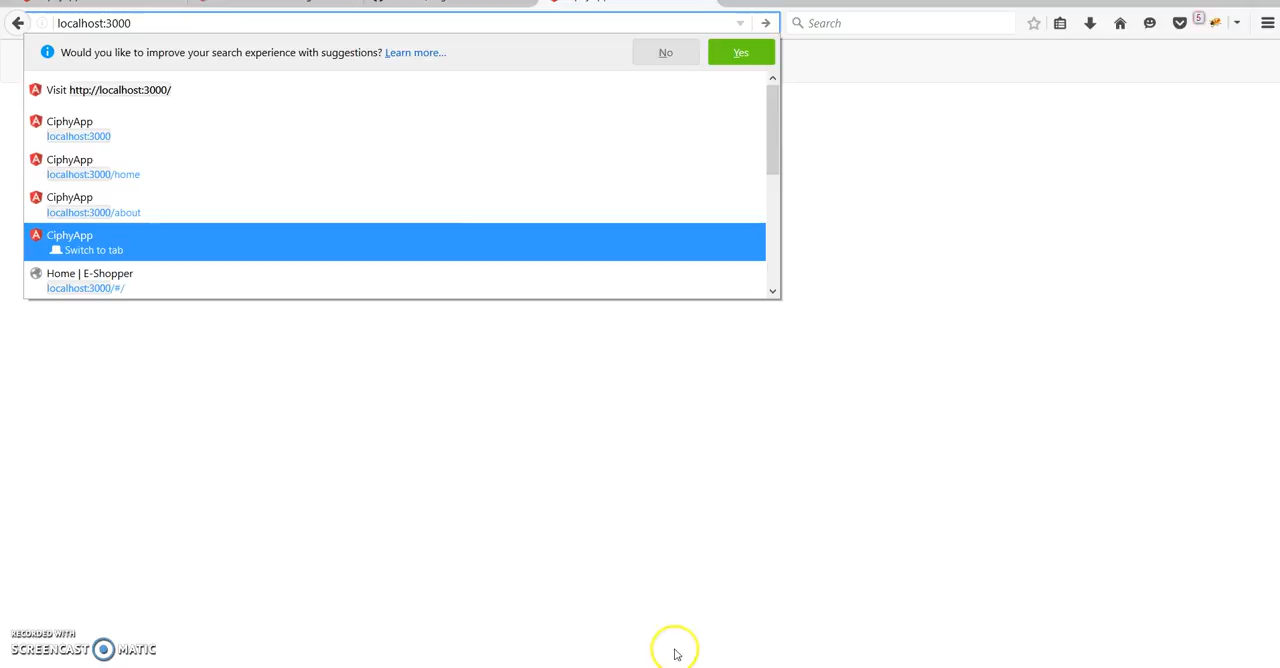 localhost:3000
Search
5
Would you like to improve your search experience with suggestions? Learn more...
No
Yes
Visit http://localhost:3000/
CiphyApp
localhost:3000
CiphyApp
localhost:3000/home
CiphyApp
localhost:3000/about
CiphyApp
Switch to tab
Home | E-Shopper
localhost:3000/#/
RECORDED WITH
SCREENCAST MATIC